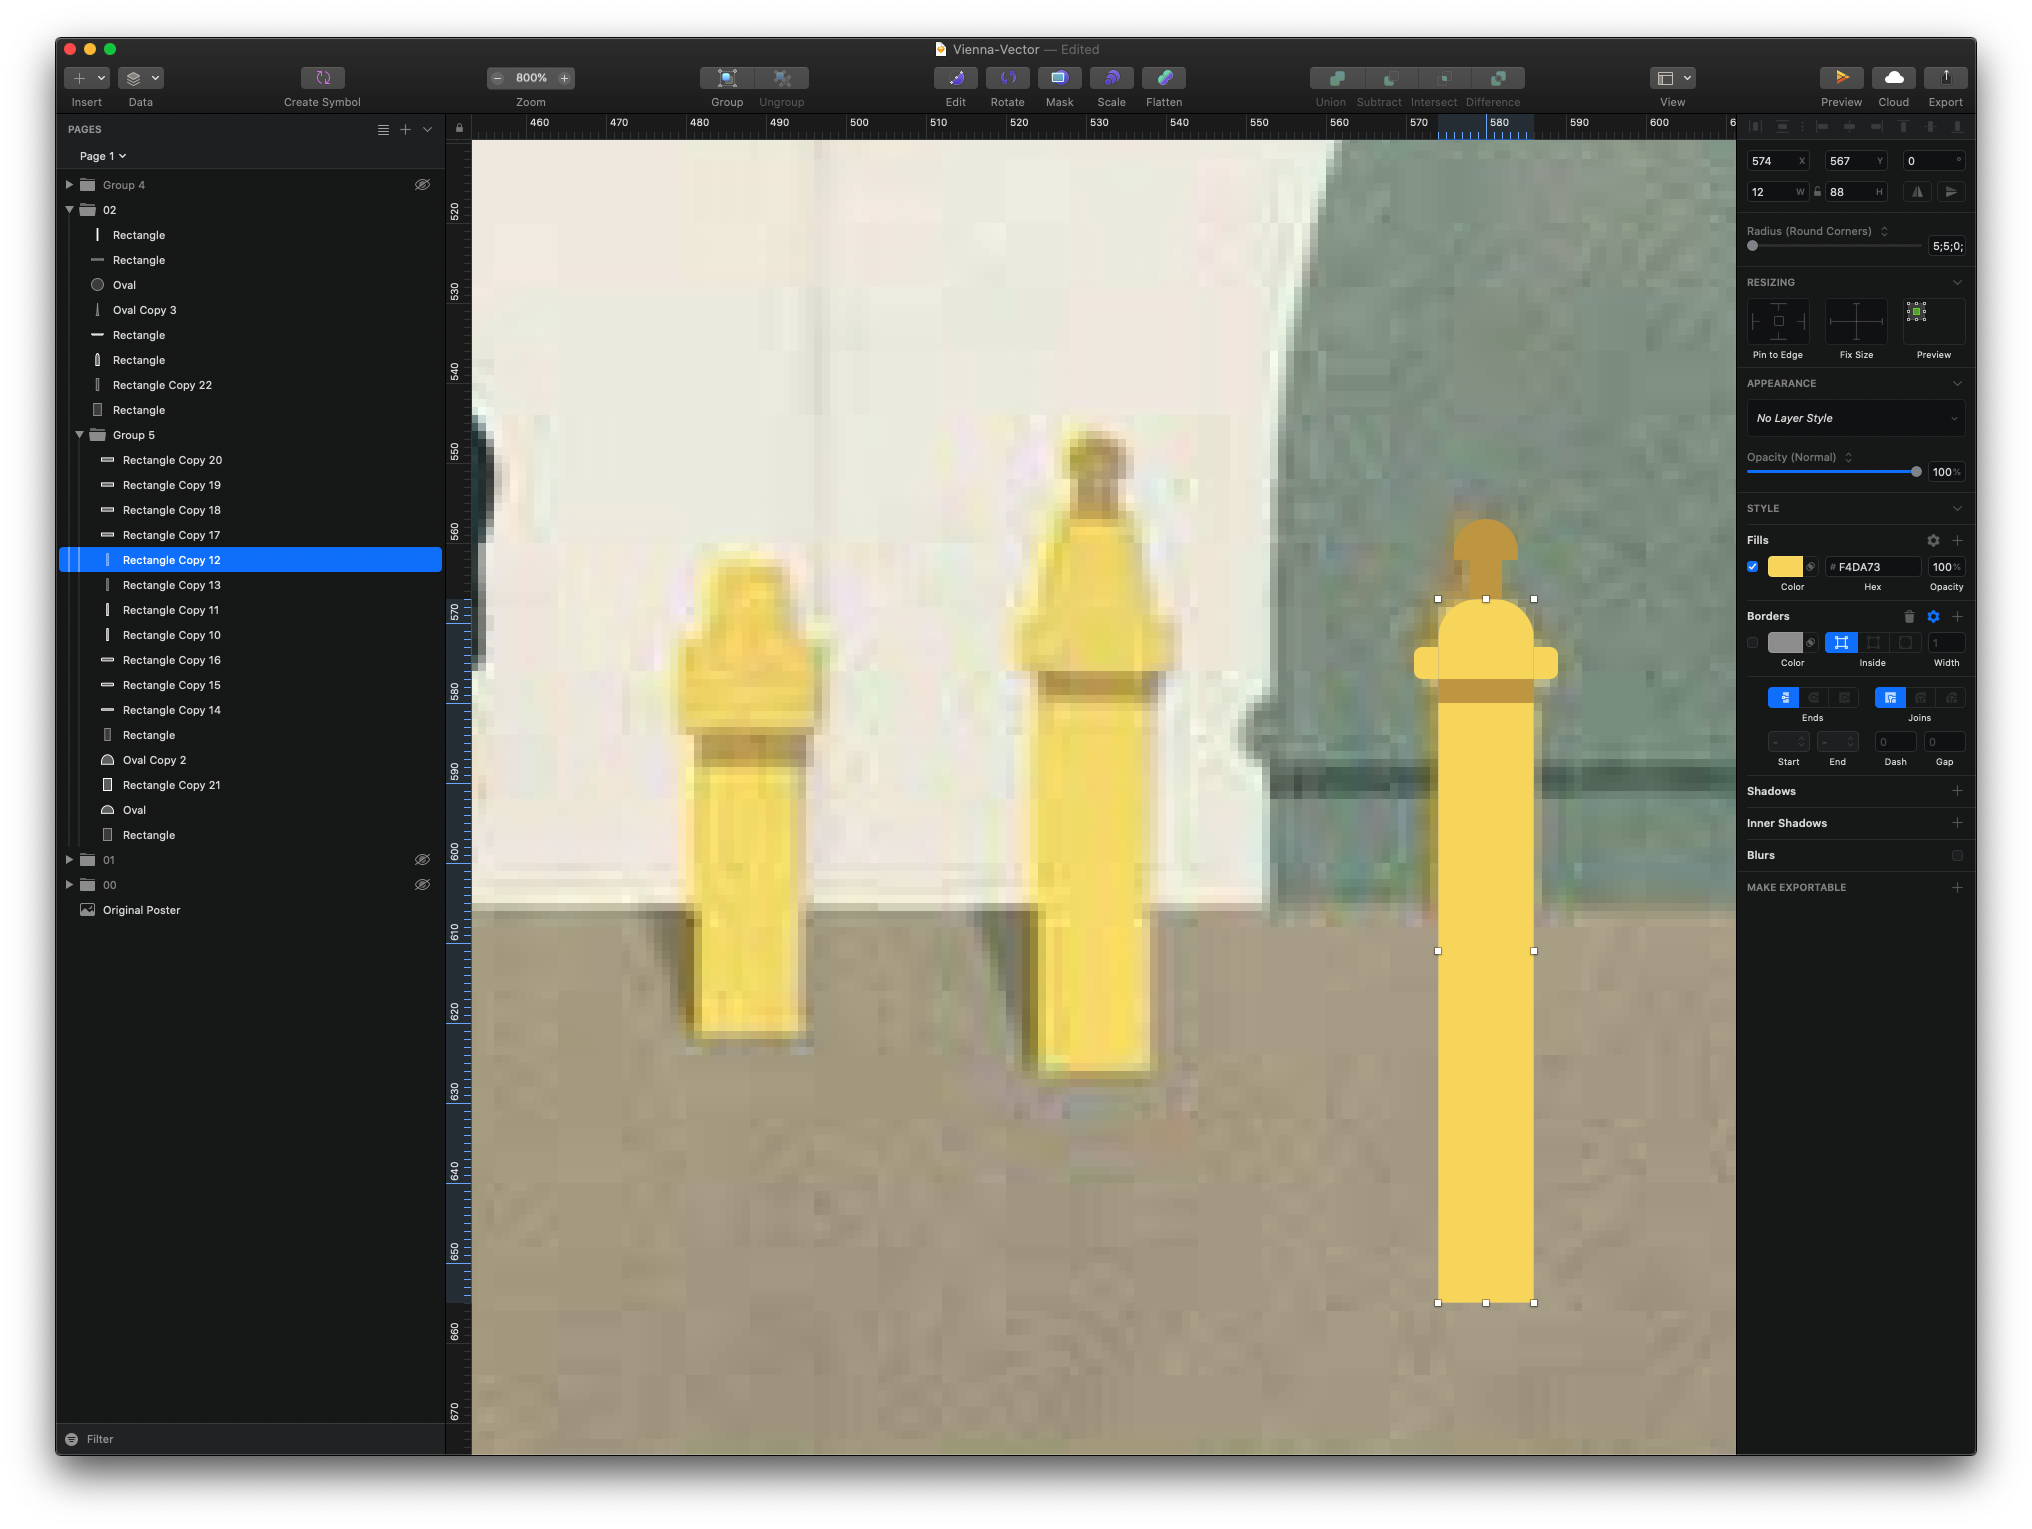 Vienna-Vector — Edited
800%
Insert
Data
Create Symbol
Zoom
Group
Ungroup
Edit
Rotate
Mask
Scale
Flatten
Union
Subtract
Intersect
Difference
View
Preview
Cloud
Export
PAGES
Page 1
Group 4
02
Rectangle
Rectangle
Oval
Oval Copy 3
Rectangle
Rectangle
Rectangle Copy 22
Rectangle
Group 5
Rectangle Copy 20
Rectangle Copy 19
Rectangle Copy 18
Rectangle Copy 17
Rectangle Copy 12
Rectangle Copy 13
Rectangle Copy 11
Rectangle Copy 10
Rectangle Copy 16
Rectangle Copy 15
Rectangle Copy 14
Rectangle
Oval Copy 2
Rectangle Copy 21
Oval
Rectangle
01
00
Original Poster
Filter
460 470 480 490 500 510 520 530 540 550 560 570 580 590 600 6
520
530
540
550
560
570
580
590
600
610
620
630
640
650
660
670
574 X 567 Y 0 °
12 W 88 H
Radius (Round Corners)
5;5;0;
RESIZING
Pin to Edge
Fix Size
Preview
APPEARANCE
No Layer Style
Opacity (Normal)
100%
STYLE
Fills
# F4DA73 100%
Color Hex Opacity
Borders
1
Color Inside Width
Ends Joins
- - 0 0
Start End Dash Gap
Shadows
Inner Shadows
Blurs
MAKE EXPORTABLE